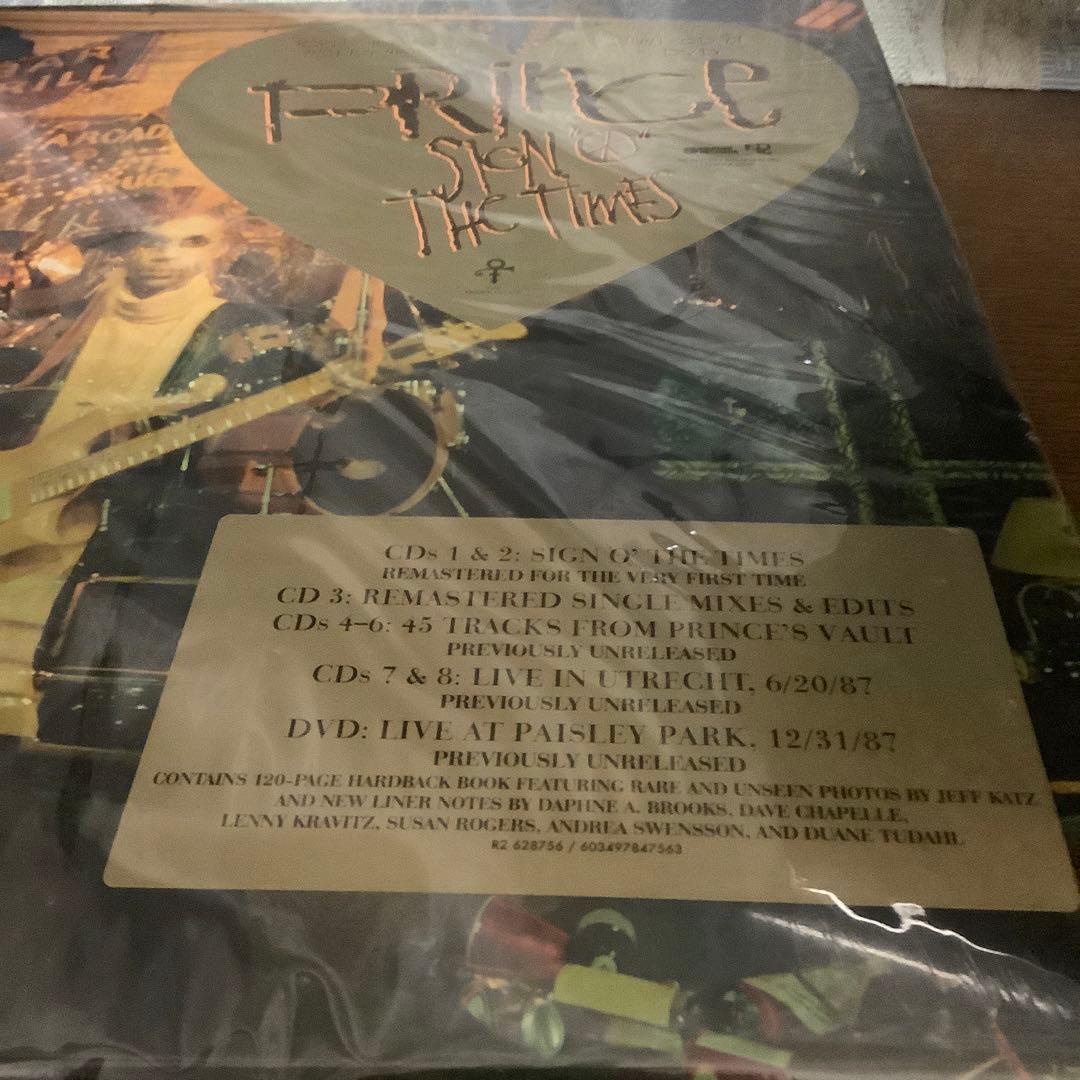 PRINCE
SIGN "O"
THE TIMES
ARCADE
CDs 1 & 2: SIGN O' THE TIMES
REMASTERED FOR THE VERY FIRST TIME
CD 3: REMASTERED SINGLE MIXES & EDITS
CDs 4–6: 45 TRACKS FROM PRINCE'S VAULT
PREVIOUSLY UNRELEASED
CDs 7 & 8: LIVE IN UTRECHT, 6/20/87
PREVIOUSLY UNRELEASED
DVD: LIVE AT PAISLEY PARK, 12/31/87
PREVIOUSLY UNRELEASED
CONTAINS 120-PAGE HARDBACK BOOK FEATURING RARE AND UNSEEN PHOTOS BY JEFF KATZ
AND NEW LINER NOTES BY DAPHNE A. BROOKS, DAVE CHAPELLE,
LENNY KRAVITZ, SUSAN ROGERS, ANDREA SWENSSON, AND DUANE TUDAHL
R2 628756 / 603497847563